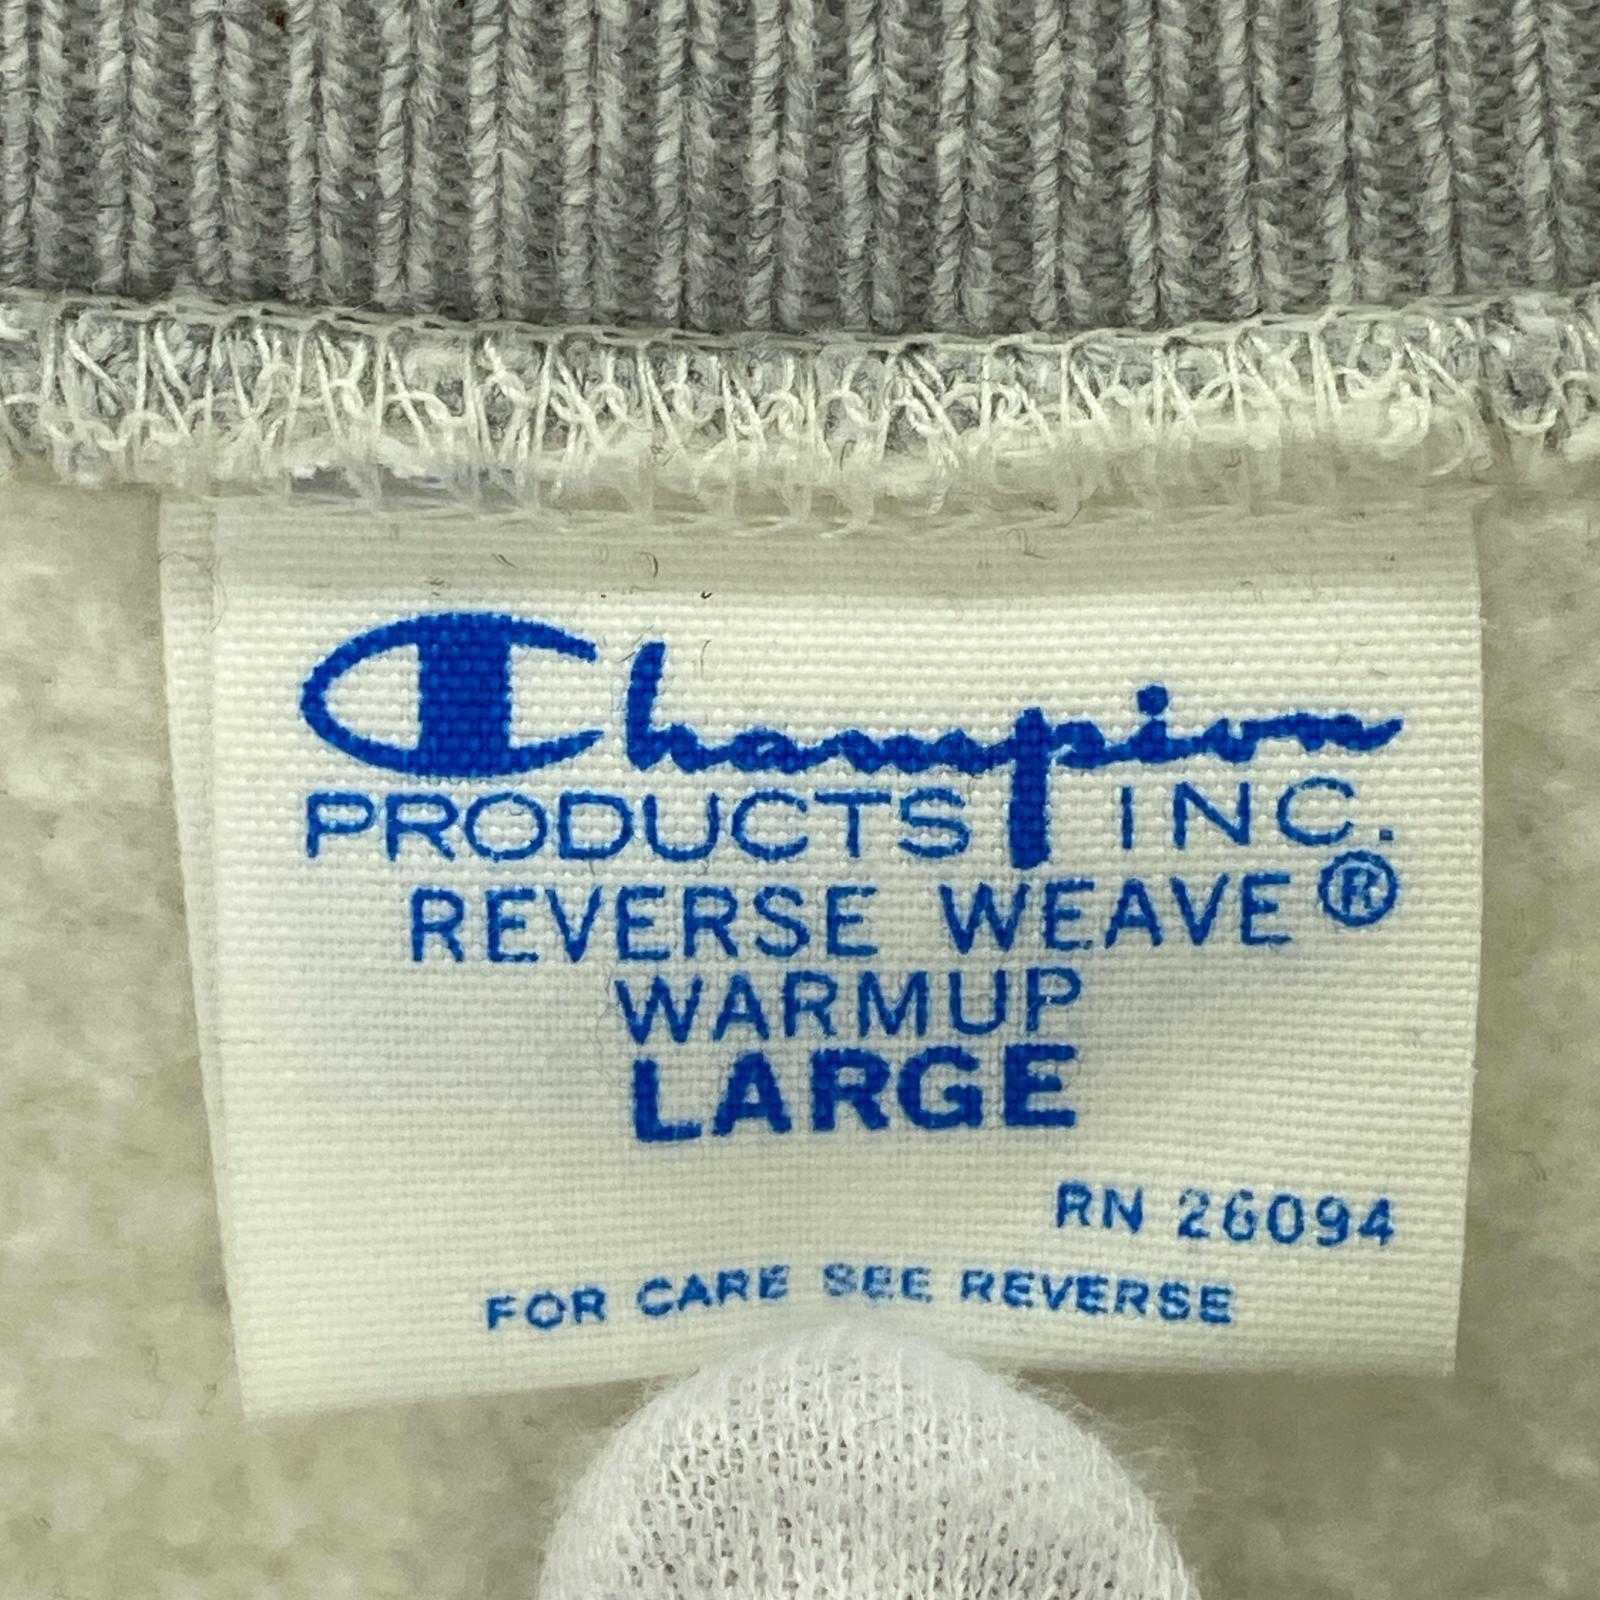 Champion
PRODUCTS INC.
REVERSE WEAVE®
WARMUP
LARGE
RN 26094
FOR CARE SEE REVERSE